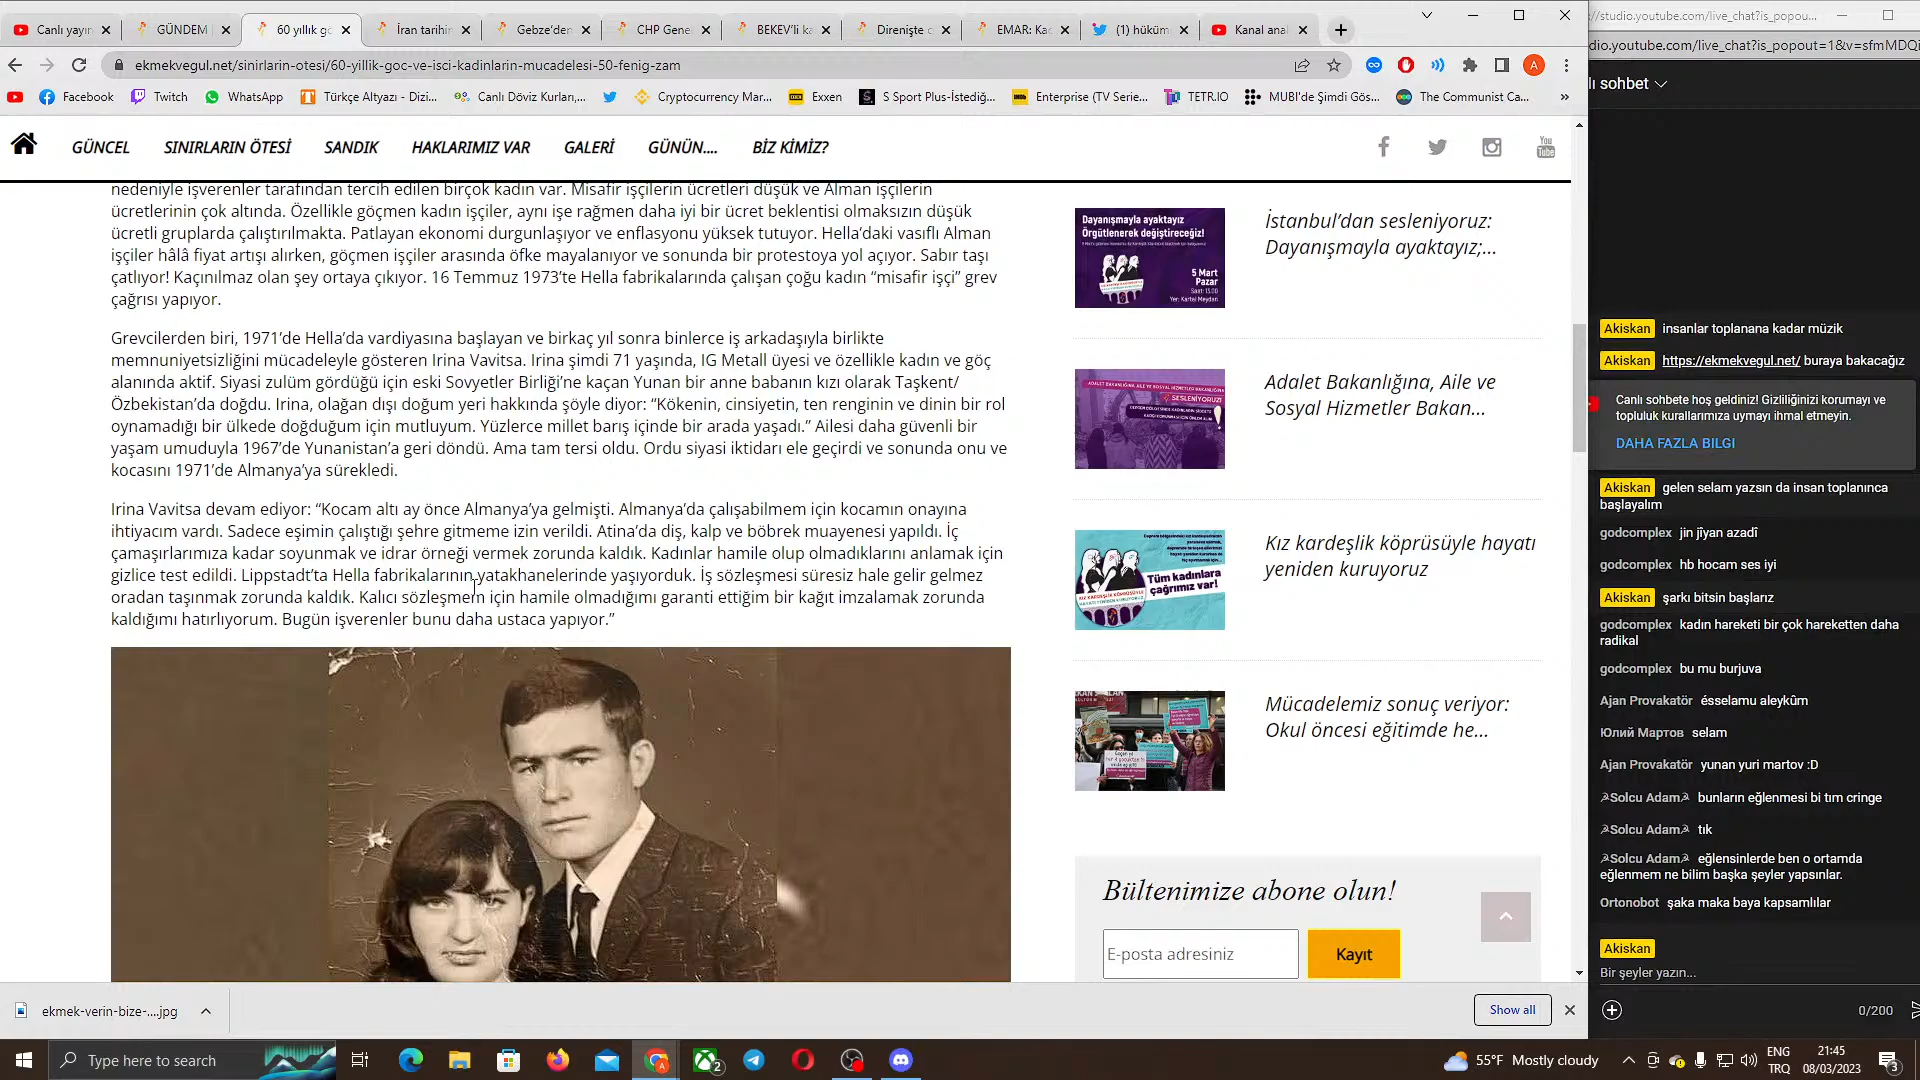 Canlı yayın
GÜNDEM
60 yıllık gö
İran tarihin
Gebze'den
CHP Genel
BEKEV'li ka
Direnişte
EMAR: Ka
(1) hüküm
Kanal anal
//studio.youtube.com/live_chat?is_popou...
dio.youtube.com/live_chat?is_popout=1&v=sfmMDQi
ekmekvegul.net/sinirlarin-otesi/60-yillik-goc-ve-isci-kadinlarin-mucadelesi-50-fenig-zam
Facebook
Twitch
WhatsApp
Türkçe Altyazı - Dizi...
Canlı Döviz Kurları,...
Cryptocurrency Mar...
Exxen
S Sport Plus-İstediğ...
Enterprise (TV Serie...
TETR.IO
MUBI'de Şimdi Gös...
The Communist Ca...
»
GÜNCEL
SINIRLARIN ÖTESİ
SANDIK
HAKLARIMIZ VAR
GALERİ
GÜNÜN....
BİZ KİMİZ?
You Tube
nedeniyle işverenler tarafından tercih edilen birçok kadın var. Misafir işçilerin ücretleri düşük ve Alman işçilerin
ücretlerinin çok altında. Özellikle göçmen kadın işçiler, aynı işe rağmen daha iyi bir ücret beklentisi olmaksızın düşük
ücretli gruplarda çalıştırılmakta. Patlayan ekonomi durgunlaşıyor ve enflasyonu yüksek tutuyor. Hella'daki vasıflı Alman
işçiler hâlâ fiyat artışı alırken, göçmen işçiler arasında öfke mayalanıyor ve sonunda bir protestoya yol açıyor. Sabır taşı
çatlıyor! Kaçınılmaz olan şey ortaya çıkıyor. 16 Temmuz 1973'te Hella fabrikalarında çalışan çoğu kadın “misafir işçi” grev
çağrısı yapıyor.
Grevcilerden biri, 1971'de Hella'da vardiyasına başlayan ve birkaç yıl sonra binlerce iş arkadaşıyla birlikte
memnuniyetsizliğini mücadeleyle gösteren Irina Vavitsa. Irina şimdi 71 yaşında, IG Metall üyesi ve özellikle kadın ve göç
alanında aktif. Siyasi zulüm gördüğü için eski Sovyetler Birliği'ne kaçan Yunan bir anne babanın kızı olarak Taşkent/
Özbekistan'da doğdu. Irina, olağan dışı doğum yeri hakkında şöyle diyor: “Kökenin, cinsiyetin, ten renginin ve dinin bir rol
oynamadığı bir ülkede doğduğum için mutluyum. Yüzlerce millet barış içinde bir arada yaşadı.” Ailesi daha güvenli bir
yaşam umuduyla 1967'de Yunanistan'a geri döndü. Ama tam tersi oldu. Ordu siyasi iktidarı ele geçirdi ve sonunda onu ve
kocasını 1971'de Almanya'ya sürekledi.
Irina Vavitsa devam ediyor: “Kocam altı ay önce Almanya'ya gelmişti. Almanya'da çalışabilmem için kocamın onayına
ihtiyacım vardı. Sadece eşimin çalıştığı şehre gitmeme izin verildi. Atina'da diş, kalp ve böbrek muayenesi yapıldı. İç
çamaşırlarımıza kadar soyunmak ve idrar örneği vermek zorunda kaldık. Kadınlar hamile olup olmadıklarını anlamak için
gizlice test edildi. Lippstadt'ta Hella fabrikalarının yatakhanelerinde yaşıyorduk. İş sözleşmesi süresiz hale gelir gelmez
oradan taşınmak zorunda kaldık. Kalıcı sözleşmem için hamile olmadığımı garanti ettiğim bir kağıt imzalamak zorunda
kaldığımı hatırlıyorum. Bugün işverenler bunu daha ustaca yapıyor.”
Dayanışmayla ayaktayız
Örgütlenerek değiştireceğiz!
5 Mart
Pazar
Saat: 13.00
Yer: Kartal Meydanı
İstanbul'dan sesleniyoruz:
Dayanışmayla ayaktayız;...
SESLENİYORUZ!
Adalet Bakanlığına, Aile ve
Sosyal Hizmetler Bakan...
Tüm kadınlara
çağrımız var!
Kız kardeşlik köprüsüyle hayatı
yeniden kuruyoruz
Mücadelemiz sonuç veriyor:
Okul öncesi eğitimde he...
Bültenimize abone olun!
E-posta adresiniz
Kayıt
lı sohbet
Akiskan insanlar toplanana kadar müzik
Akiskan https://ekmekvegul.net/ buraya bakacağız
Canlı sohbete hoş geldiniz! Gizliliğinizi korumayı ve
topluluk kurallarımıza uymayı ihmal etmeyin.
DAHA FAZLA BILGI
Akiskan gelen selam yazsın da insan toplanınca
başlayalım
godcomplex jin jîyan azadî
godcomplex hb hocam ses iyi
Akiskan şarkı bitsin başlarız
godcomplex kadın hareketi bir çok hareketten daha
radikal
godcomplex bu mu burjuva
Ajan Provakatör ésselamu aleykûm
Юлий Мартов selam
Ajan Provakatör yunan yuri martov :D
☭Solcu Adam☭ bunların eğlenmesi bi tım cringe
☭Solcu Adam☭ tık
☭Solcu Adam☭ eğlensinlerde ben o ortamda
eğlenmem ne bilim başka şeyler yapsınlar.
Ortonobot şaka maka baya kapsamlılar
Akiskan
Bir şeyler yazın...
0/200
ekmek-verin-bize-....jpg
Show all
Type here to search
2
55°F Mostly cloudy
ENG
TRQ
21:45
08/03/2023
3